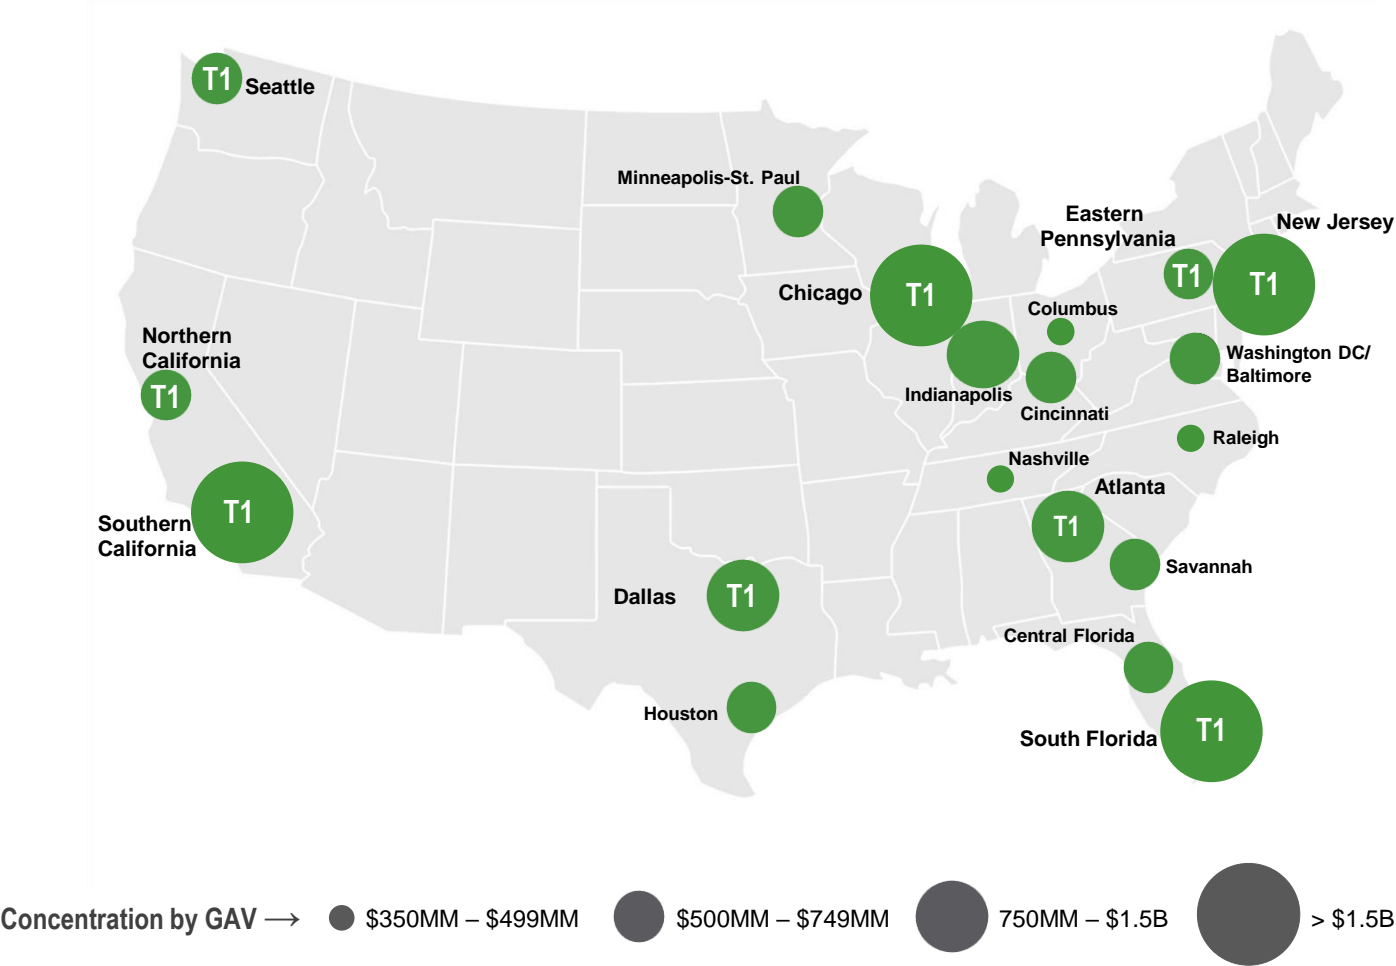 T1
Seattle
Minneapolis-St. Paul
Eastern
Pennsylvania
New Jersey
T1
T1
Chicago
T1
Columbus
Northern
California
T1
Washington DC/
Baltimore
Indianapolis
Cincinnati
Raleigh
Nashville
Atlanta
T1
Southern
California
T1
Savannah
Dallas
T1
Central Florida
Houston
South Florida
T1
Concentration by GAV →
$350MM – $499MM
$500MM – $749MM
750MM – $1.5B
> $1.5B